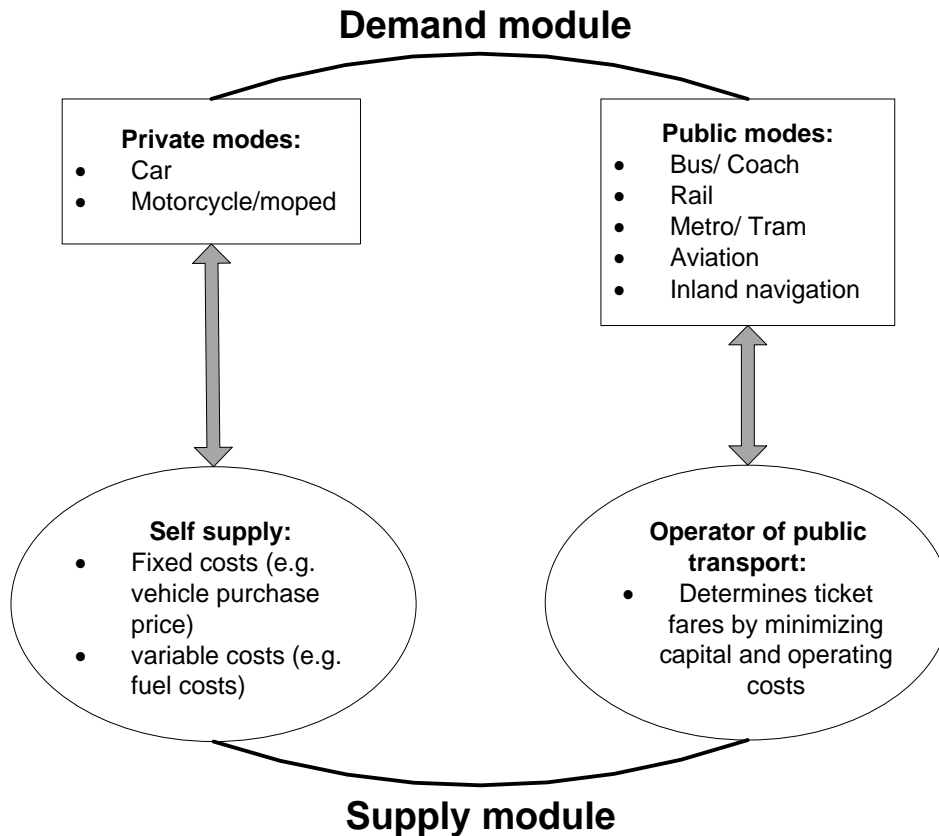 Demand module
Private modes:
• Car
• Motorcycle/moped
Public modes:
• Bus/ Coach
• Rail
• Metro/ Tram
• Aviation
• Inland navigation
Self supply:
• Fixed costs (e.g.
vehicle purchase
price)
• variable costs (e.g.
fuel costs)
Operator of public
transport:
• Determines ticket
fares by minimizing
capital and operating
costs
Supply module